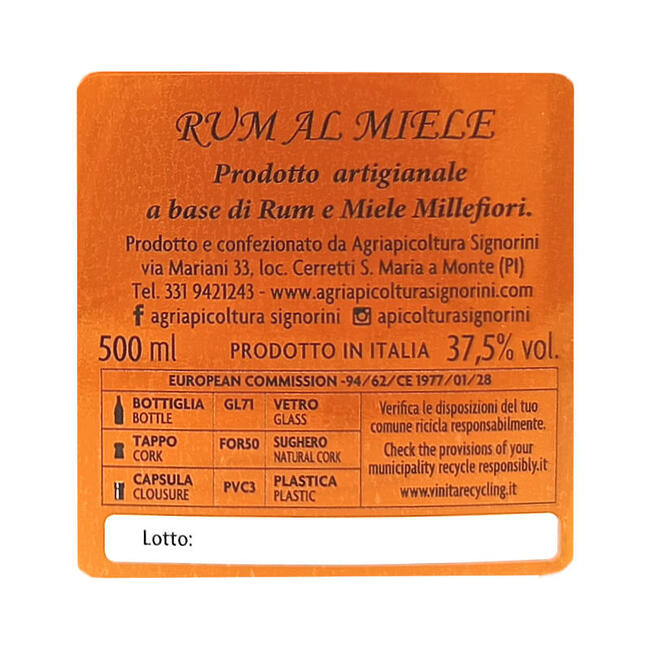 RUM AL MIELE
Prodotto artigianale
a base di Rum e Miele Millefiori.
Prodotto e confezionato da Agriapicoltura Signorini
via Mariani 33, loc. Cerretti S. Maria a Monte (PI)
Tel. 331 9421243 - www.agriapicolturasignorini.com
agriapicoltura signorini apicolturasignorini
500 ml PRODOTTO IN ITALIA 37,5% vol.
EUROPEAN COMMISSION -94/62/CE 1977/01/28
BOTTIGLIA GL71 VETRO
BOTTLE GLASS
TAPPO FOR50 SUGHERO
CORK NATURAL CORK
CAPSULA PVC3 PLASTICA
CLOUSURE PLASTIC
Verifica le disposizioni del tuo
comune ricicla responsabilmente.
Check the provisions of your
municipality recycle responsibly.it
www.vinitarecycling.it
Lotto: